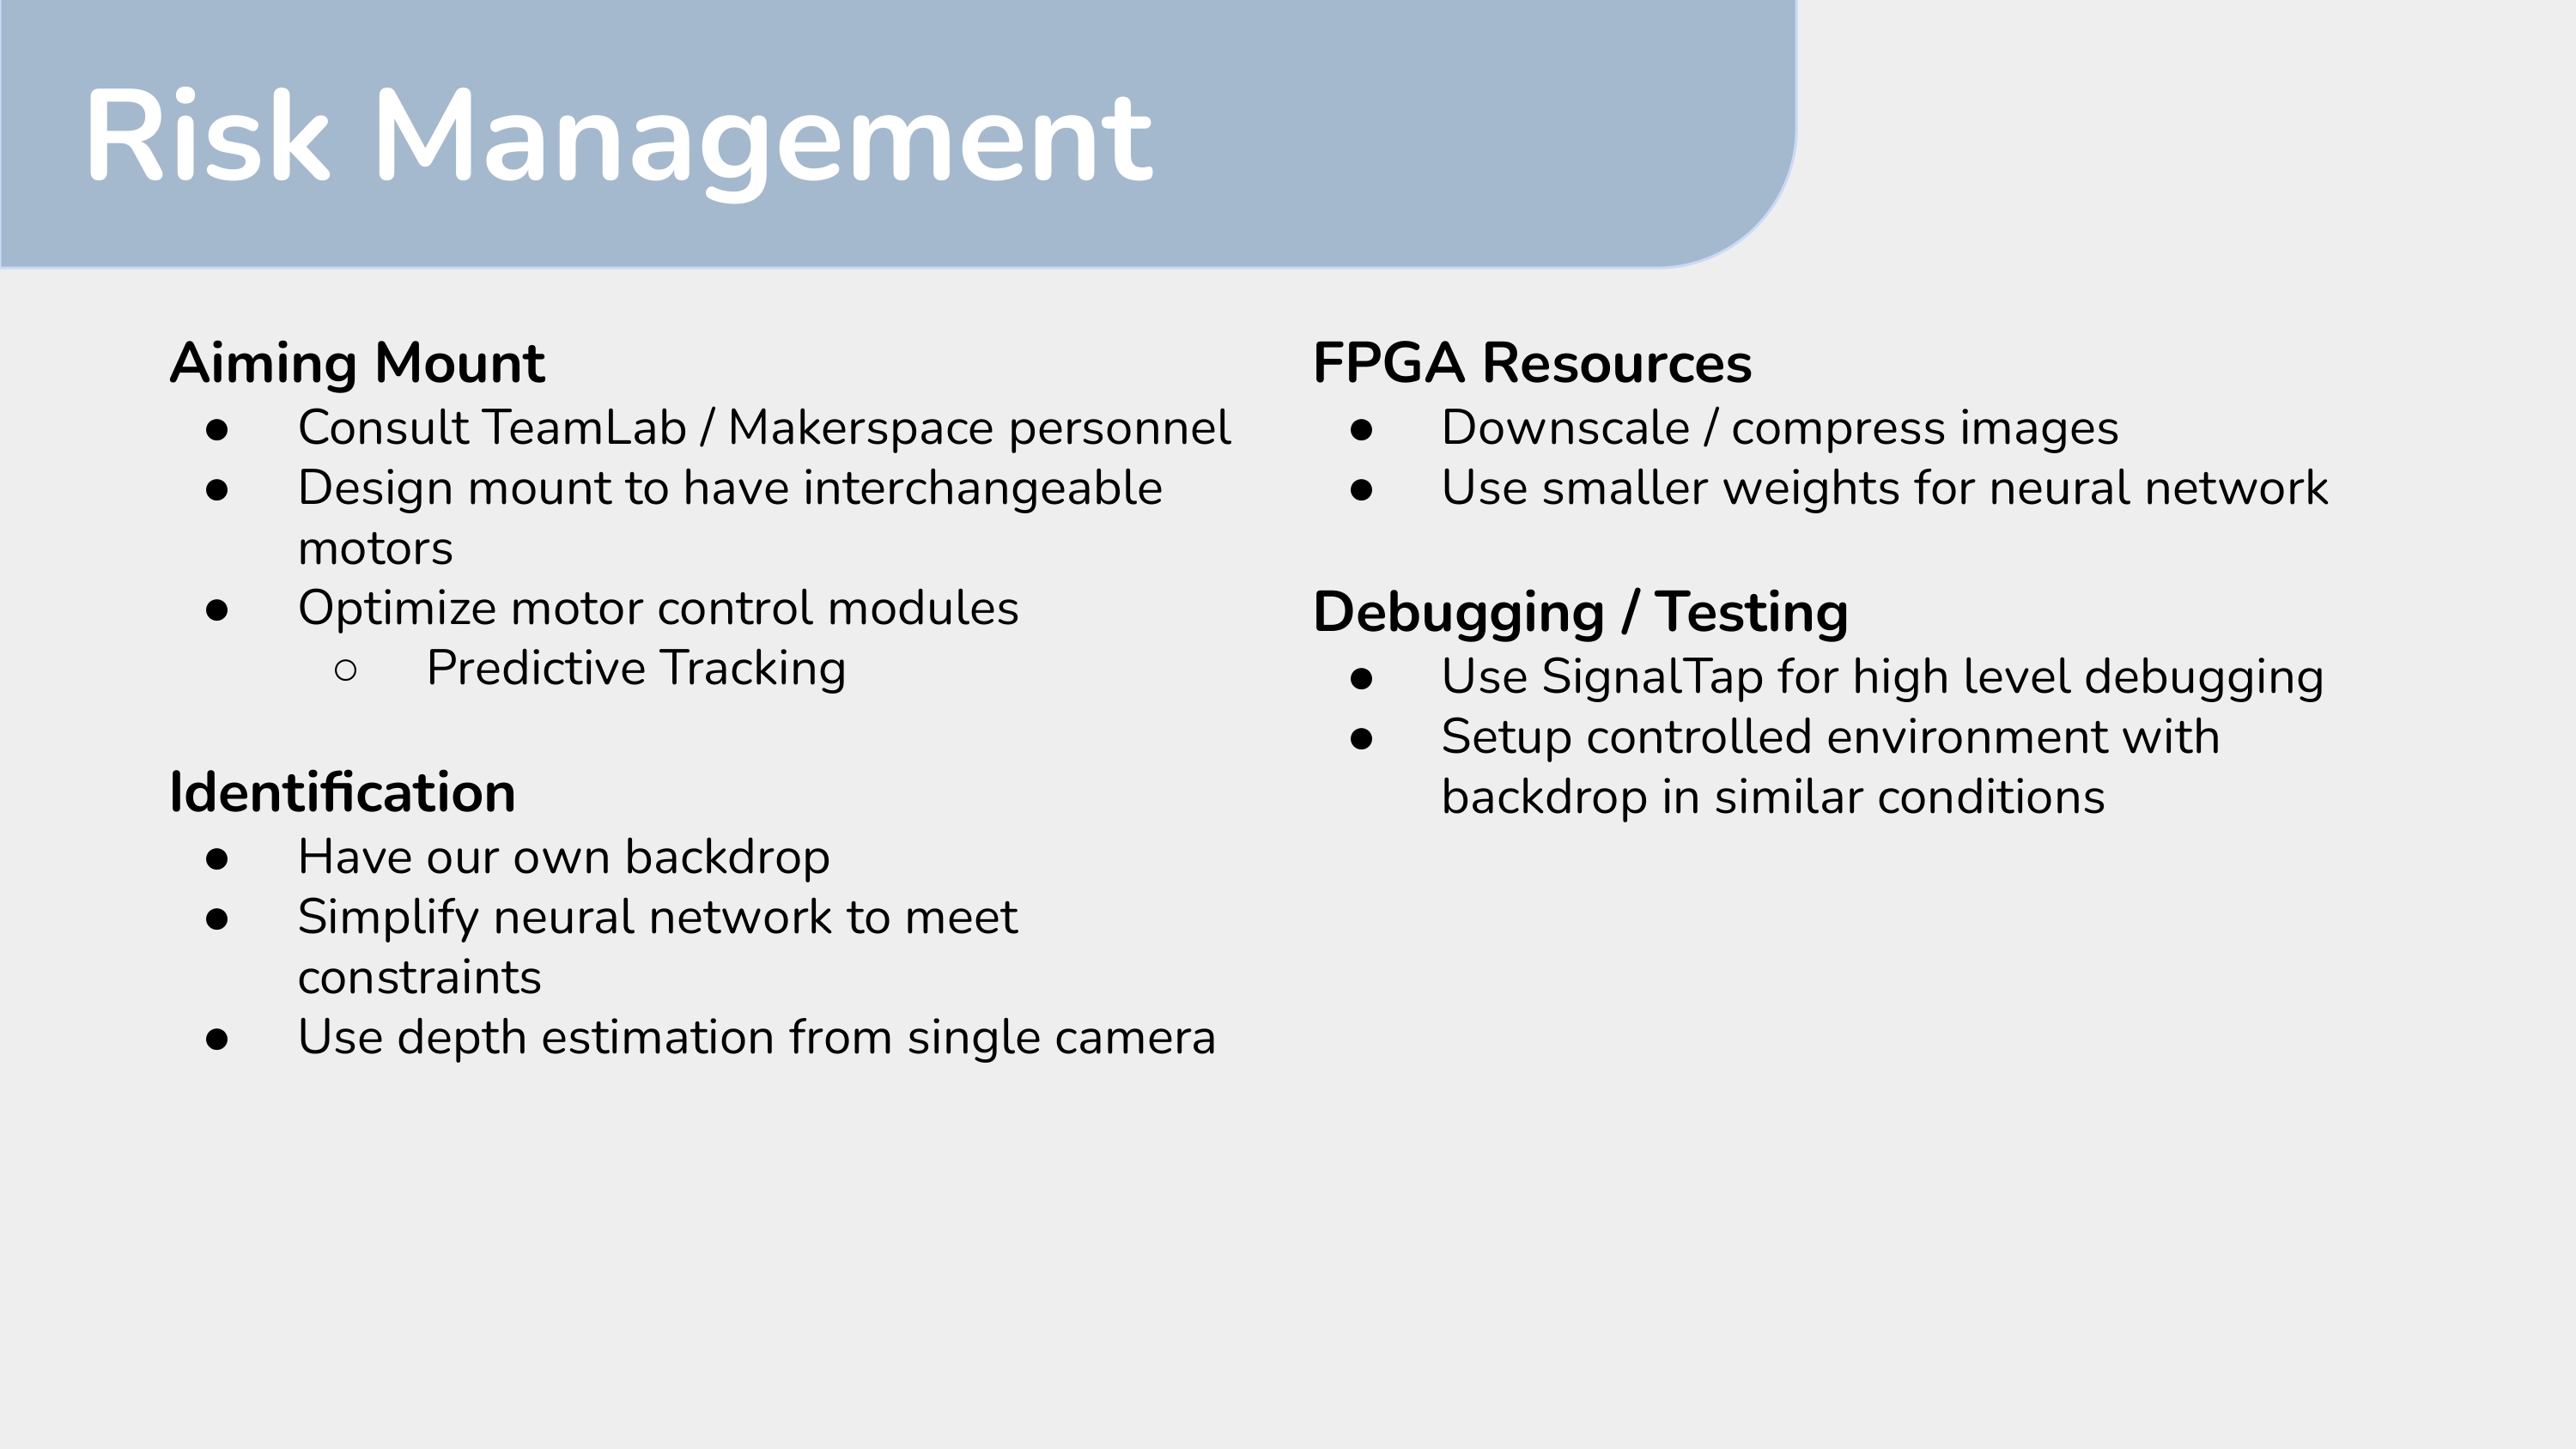 Risk Management
Aiming Mount
● Consult TeamLab / Makerspace personnel
● Design mount to have interchangeable
motors
● Optimize motor control modules
○ Predictive Tracking
Identification
● Have our own backdrop
● Simplify neural network to meet
constraints
● Use depth estimation from single camera
FPGA Resources
● Downscale / compress images
● Use smaller weights for neural network
Debugging / Testing
● Use SignalTap for high level debugging
● Setup controlled environment with
backdrop in similar conditions